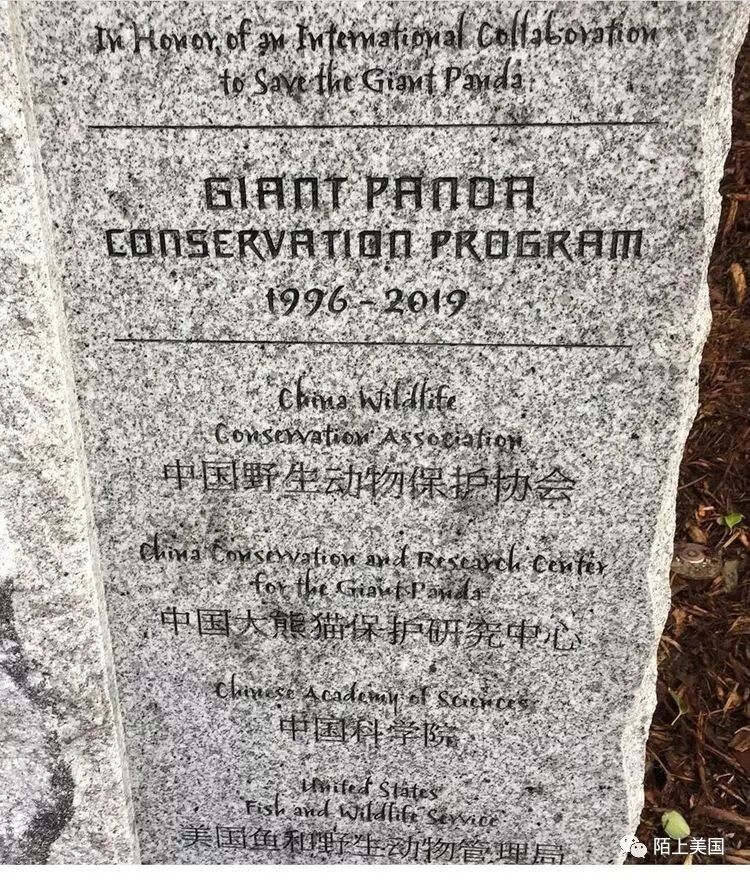 In Honor of an International Collaboration
to Save the Giant Panda
GIANT PANDA
CONSERVATION PROGRAM
1996 - 2019
China Wildlife
Conservation Association
中国野生动物保护协会
China Conservation and Research Center
for the Giant Panda
中国大熊猫保护研究中心
Chinese Academy of Sciences
中国科学院
United States
Fish and Wildlife Service
美国鱼和野生动物管理局
陌上美国